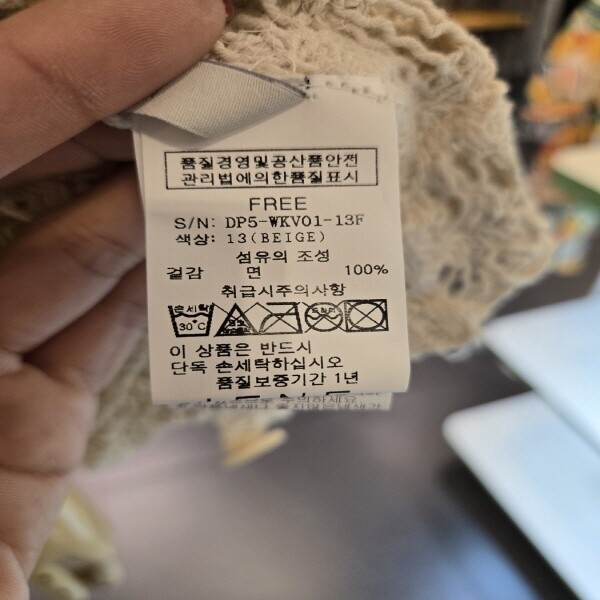 품질경영및공산품안전
관리법에의한품질표시
FREE
S/N: DP5-WKV01-13F
색상: 13(BEIGE)
섬유의 조성
겉감 면 100%
취급시주의사항
손세탁
30°C
이 상품은 반드시
단독 손세탁하십시오
품질보증기간 1년